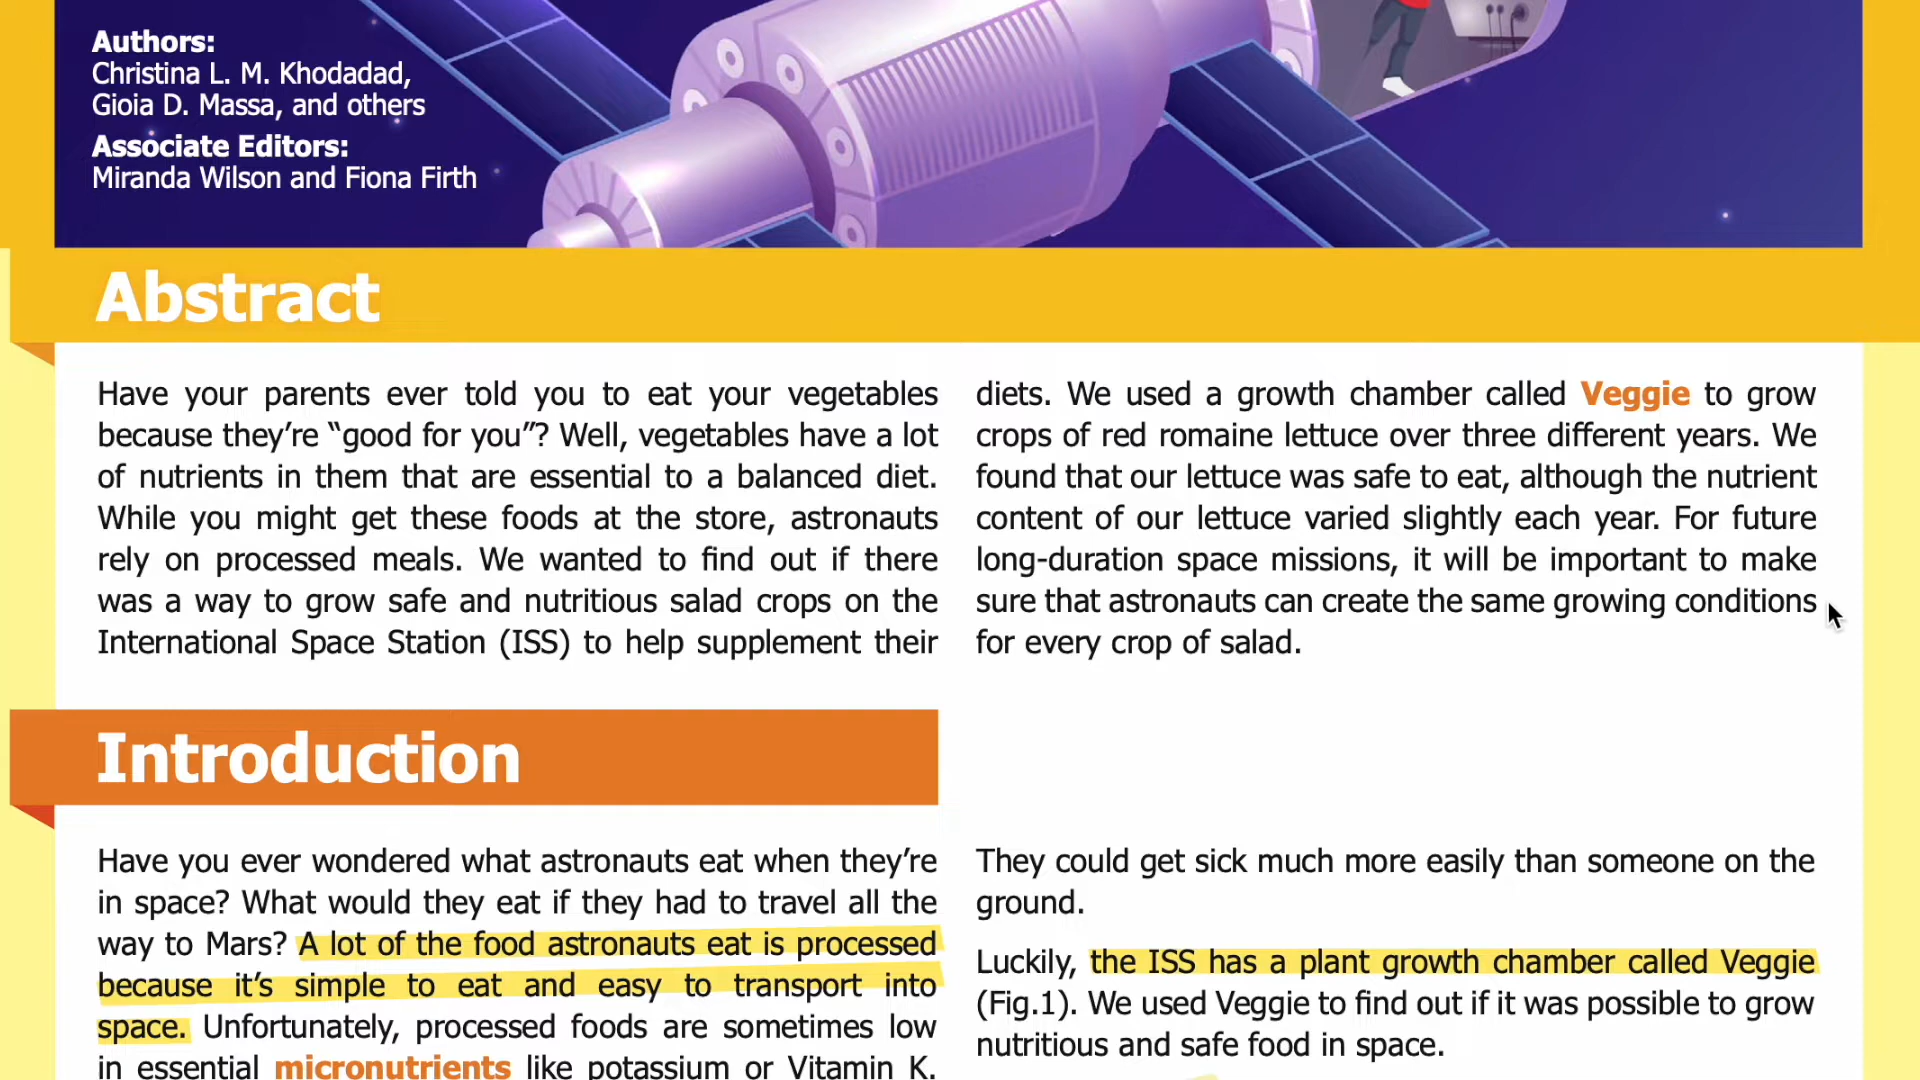 Authors:
Christina L. M. Khodadad,
Gioia D. Massa, and others
Associate Editors:
Miranda Wilson and Fiona Firth
Abstract
Have your parents ever told you to eat your vegetables
because they’re “good for you”? Well, vegetables have a lot
of nutrients in them that are essential to a balanced diet.
While you might get these foods at the store, astronauts
rely on processed meals. We wanted to find out if there
was a way to grow safe and nutritious salad crops on the
International Space Station (ISS) to help supplement their
diets. We used a growth chamber called Veggie to grow
crops of red romaine lettuce over three different years. We
found that our lettuce was safe to eat, although the nutrient
content of our lettuce varied slightly each year. For future
long-duration space missions, it will be important to make
sure that astronauts can create the same growing conditions
for every crop of salad.
Introduction
Have you ever wondered what astronauts eat when they’re
in space? What would they eat if they had to travel all the
way to Mars? A lot of the food astronauts eat is processed
because it’s simple to eat and easy to transport into
space. Unfortunately, processed foods are sometimes low
in essential micronutrients like potassium or Vitamin K.
They could get sick much more easily than someone on the
ground.
Luckily, the ISS has a plant growth chamber called Veggie
(Fig.1). We used Veggie to find out if it was possible to grow
nutritious and safe food in space.